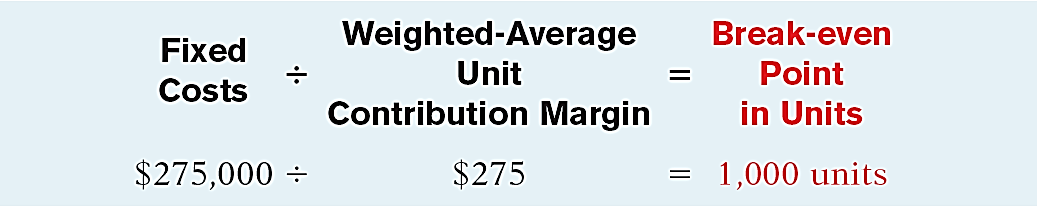 Fixed
Costs
÷
Weighted-Average
Unit
Contribution Margin
=
Break-even
Point
in Units
$275,000 ÷ $275 = 1,000 units